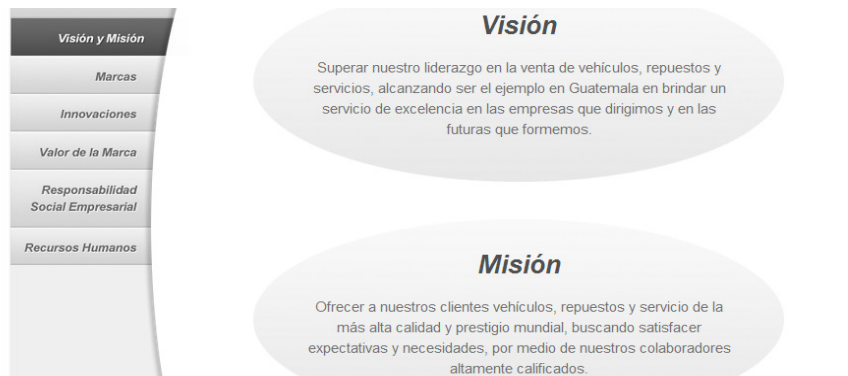 Visión y Misión
Marcas
Innovaciones
Valor de la Marca
Responsabilidad
Social Empresarial
Recursos Humanos
Visión
Superar nuestro liderazgo en la venta de vehículos, repuestos y
servicios, alcanzando ser el ejemplo en Guatemala en brindar un
servicio de excelencia en las empresas que dirigimos y en las
futuras que formemos.
Misión
Ofrecer a nuestros clientes vehículos, repuestos y servicio de la
más alta calidad y prestigio mundial, buscando satisfacer
expectativas y necesidades, por medio de nuestros colaboradores
altamente calificados.